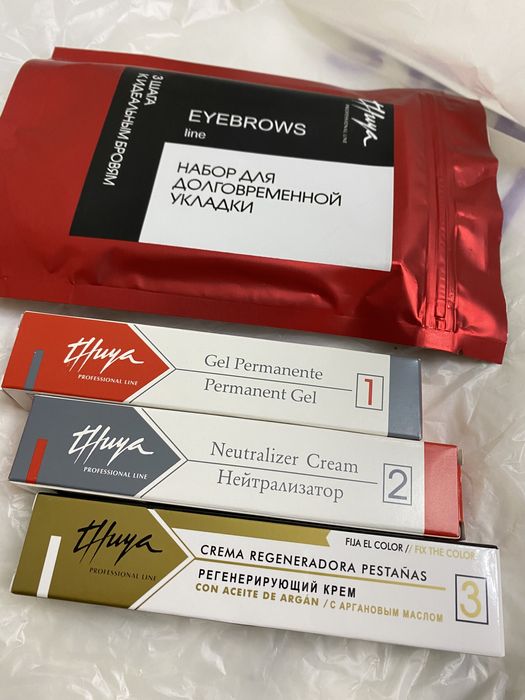 3 ШАГА
К ИДЕАЛЬНЫМ БРОВЯМ
EYEBROWS
line
Thuya
PROFESSIONAL LINE
НАБОР ДЛЯ
ДОЛГОВРЕМЕННОЙ
УКЛАДКИ
Thuya
PROFESSIONAL LINE
Gel Permanente
Permanent Gel
1
Thuya
PROFESSIONAL LINE
Neutralizer Cream
Нейтрализатор
2
Thuya
PROFESSIONAL LINE
FIJA EL COLOR // FIX THE COLOR
CREMA REGENERADORA PESTAÑAS
РЕГЕНЕРИРУЮЩИЙ КРЕМ
CON ACEITE DE ARGÁN / С АРГАНОВЫМ МАСЛОМ
3